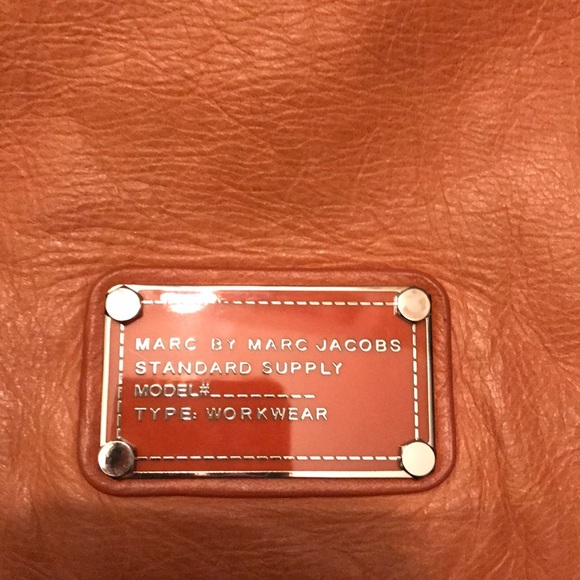 MARC BY MARC JACOBS
STANDARD SUPPLY
MODEL#_________
TYPE: WORKWEAR